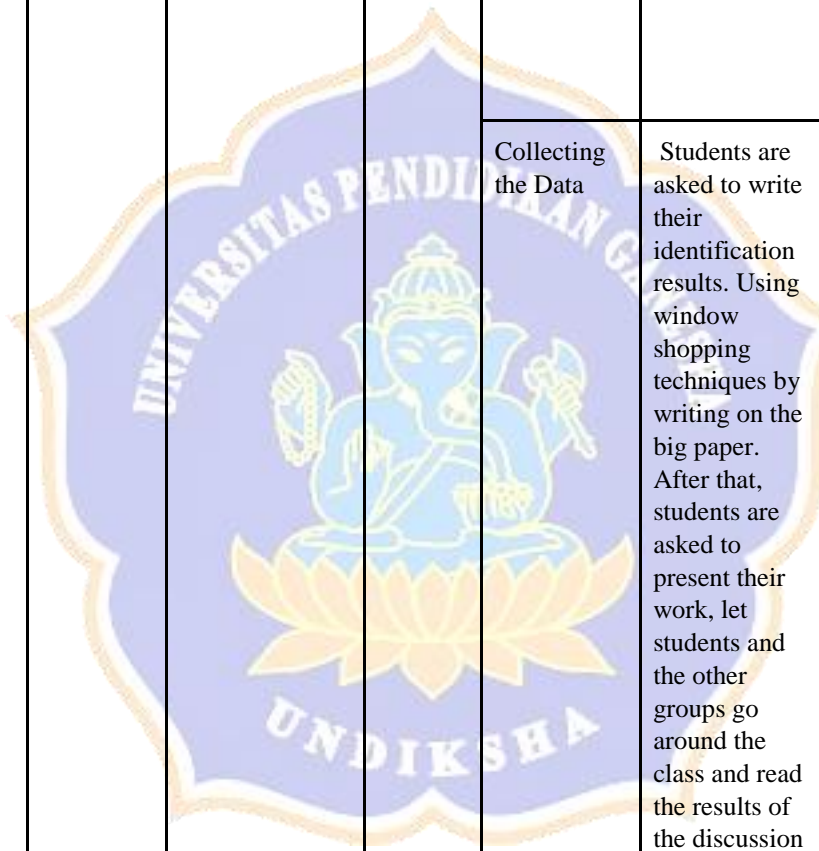 UNIVERSITAS PENDIDIKAN GANESHA
UNDIKSHA
Collecting
the Data
Students are
asked to write
their
identification
results. Using
window
shopping
techniques by
writing on the
big paper.
After that,
students are
asked to
present their
work, let
students and
the other
groups go
around the
class and read
the results of
the discussion